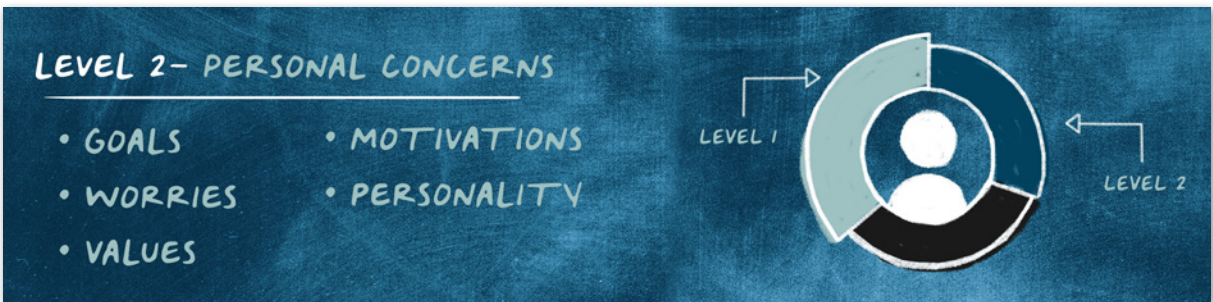 LEVEL 2- PERSONAL CONCERNS
• GOALS
• WORRIES
• VALUES
• MOTIVATIONS
• PERSONALITY
LEVEL 1
LEVEL 2